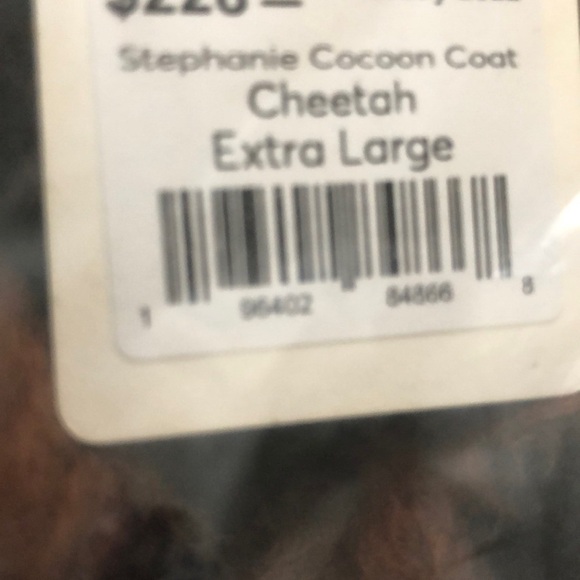 Stephanie Cocoon Coat
Cheetah
Extra Large
1 96402 84866 8